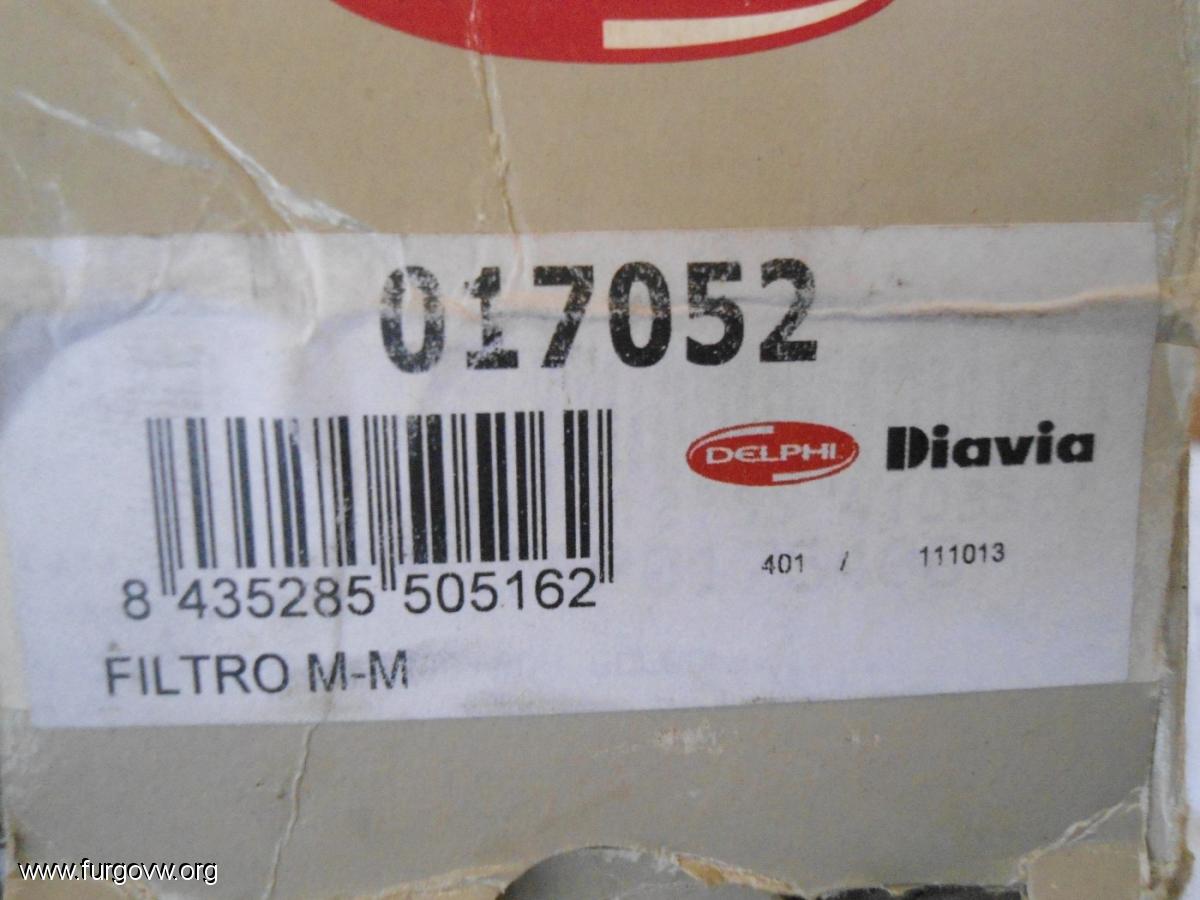 017052
DELPHI Diavia
401 / 111013
8 435285 505162
FILTRO M-M
www.furgovw.org